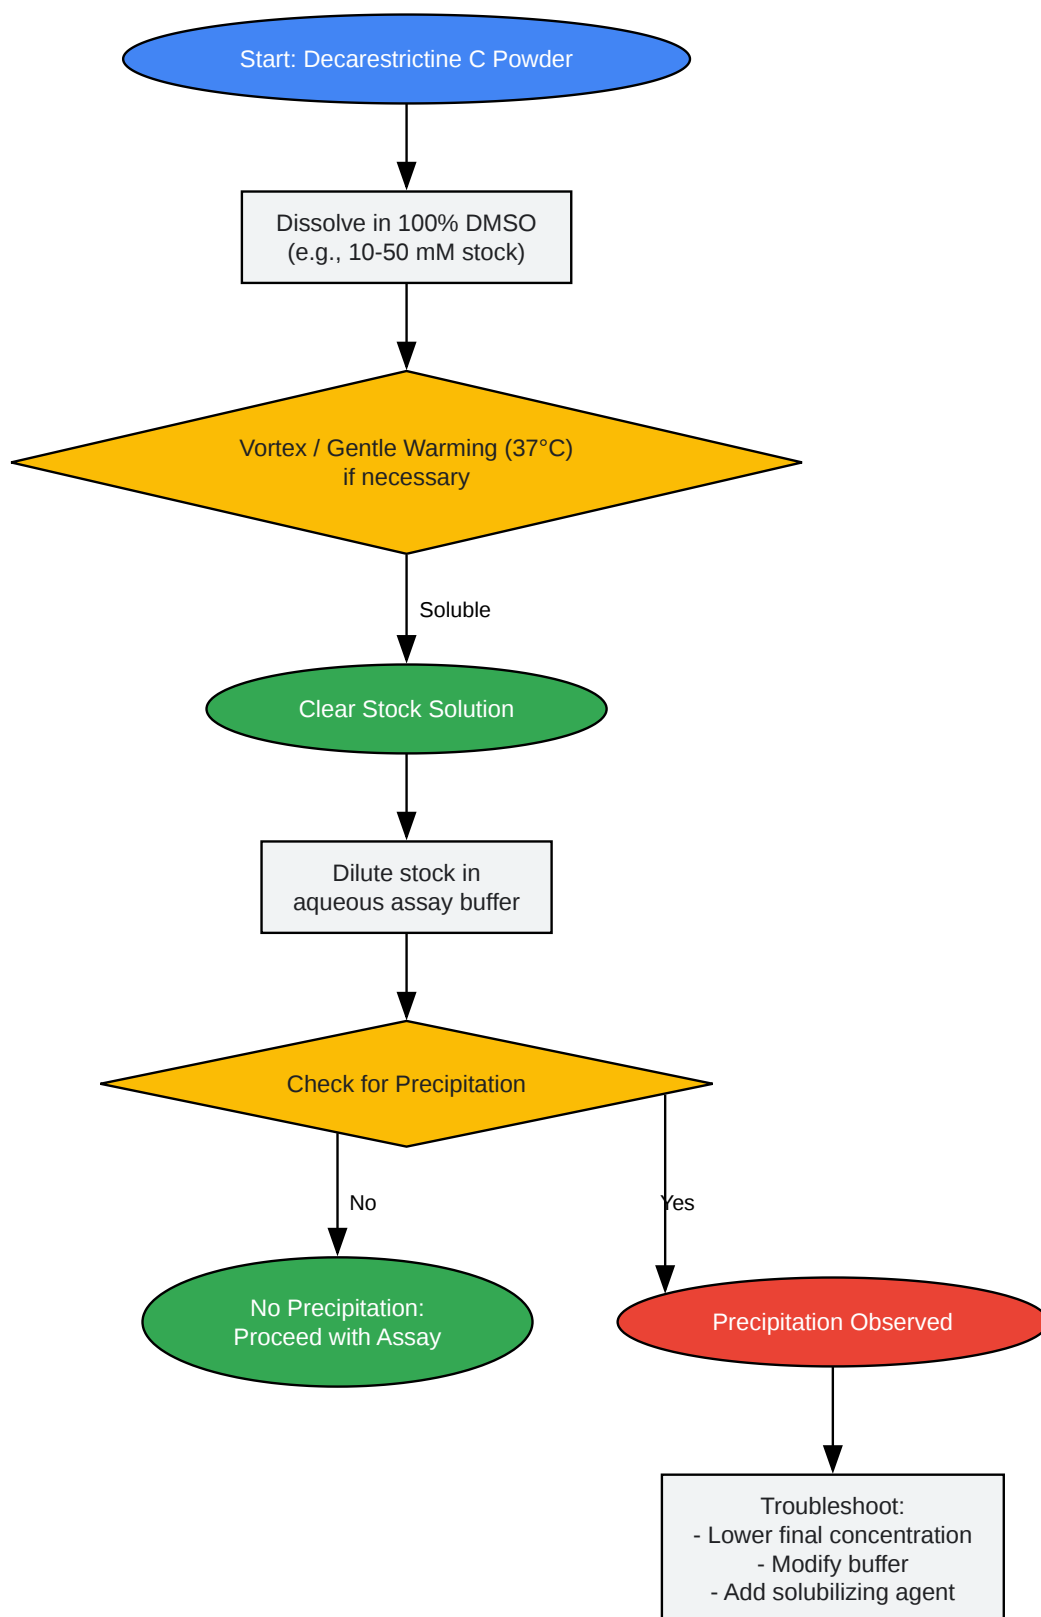 Start: Decarestrictine C Powder
Dissolve in 100% DMSO
(e.g., 10-50 mM stock)
Vortex / Gentle Warming (37°C)
if necessary
Soluble
Clear Stock Solution
Dilute stock in
aqueous assay buffer
Check for Precipitation
No
Yes
No Precipitation:
Proceed with Assay
Precipitation Observed
Troubleshoot:
- Lower final concentration
- Modify buffer
- Add solubilizing agent